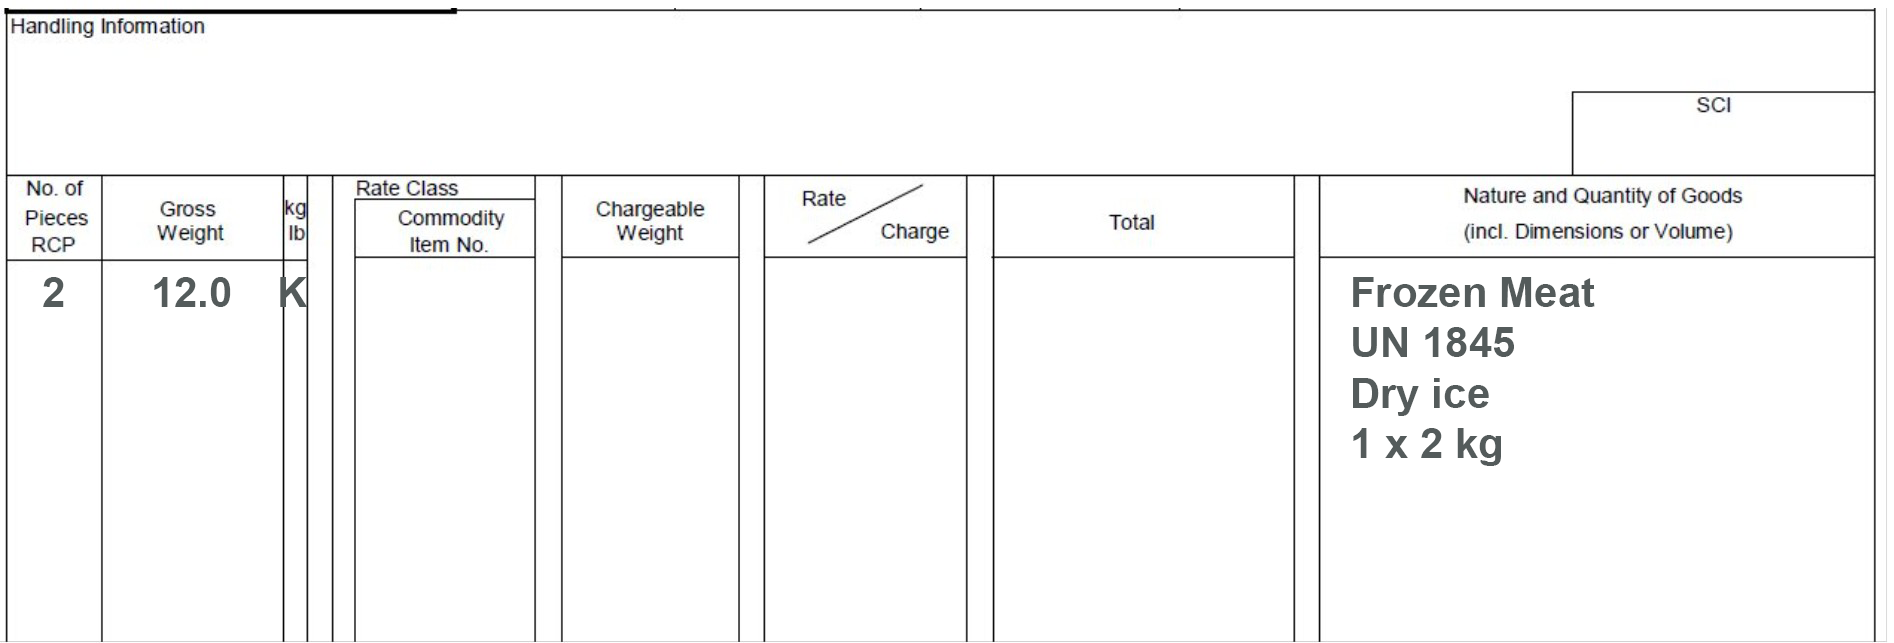 Handling Information
SCI
No. of
Pieces
RCP
Gross
Weight
kg
lb
Rate Class
Commodity
Item No.
Chargeable
Weight
Rate
Charge
Total
Nature and Quantity of Goods
(incl. Dimensions or Volume)
2 12.0 K Frozen Meat
UN 1845
Dry ice
1 x 2 kg